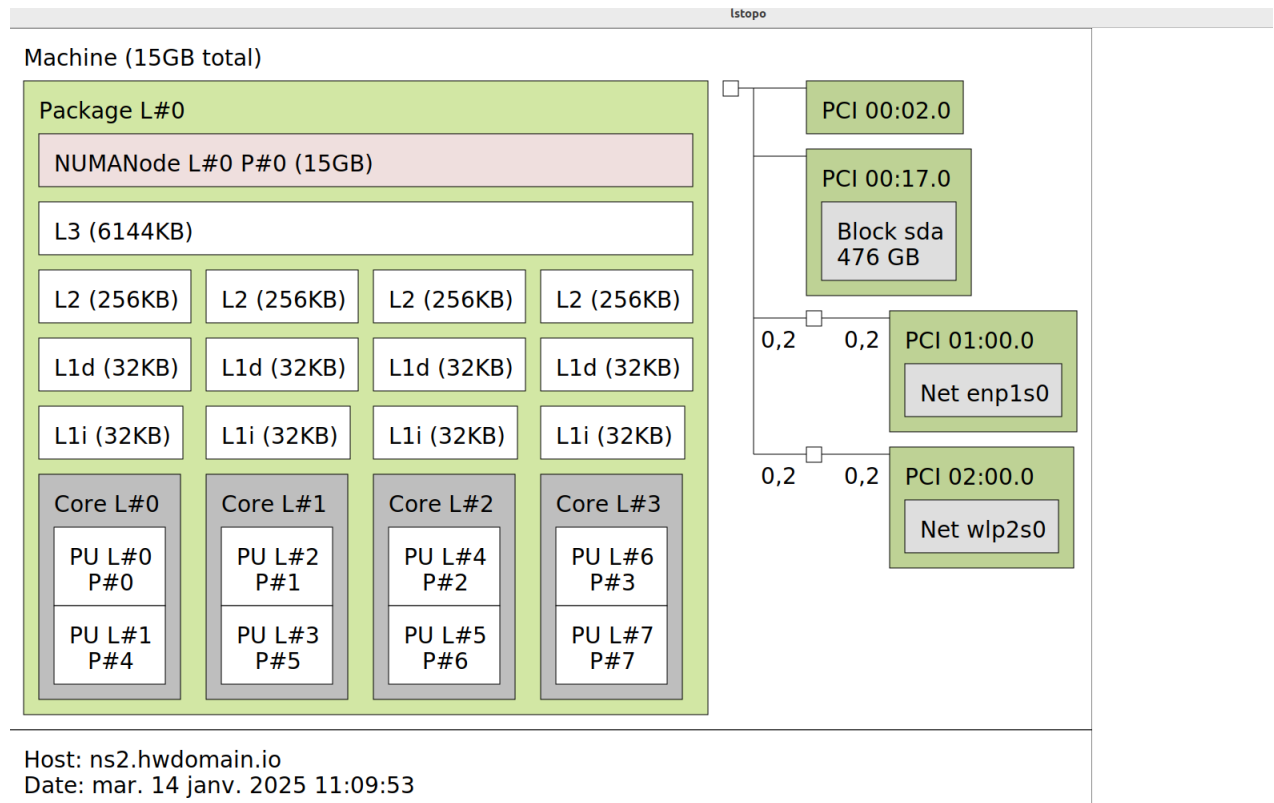 lstopo
Machine (15GB total)
Package L#0
NUMANode L#0 P#0 (15GB)
L3 (6144KB)
L2 (256KB)
L2 (256KB)
L2 (256KB)
L2 (256KB)
L1d (32KB)
L1d (32KB)
L1d (32KB)
L1d (32KB)
L1i (32KB)
L1i (32KB)
L1i (32KB)
L1i (32KB)
Core L#0
PU L#0
P#0
PU L#1
P#4
Core L#1
PU L#2
P#1
PU L#3
P#5
Core L#2
PU L#4
P#2
PU L#5
P#6
Core L#3
PU L#6
P#3
PU L#7
P#7
PCI 00:02.0
PCI 00:17.0
Block sda
476 GB
0,2
0,2
PCI 01:00.0
Net enp1s0
0,2
0,2
PCI 02:00.0
Net wlp2s0
Host: ns2.hwdomain.io
Date: mar. 14 janv. 2025 11:09:53